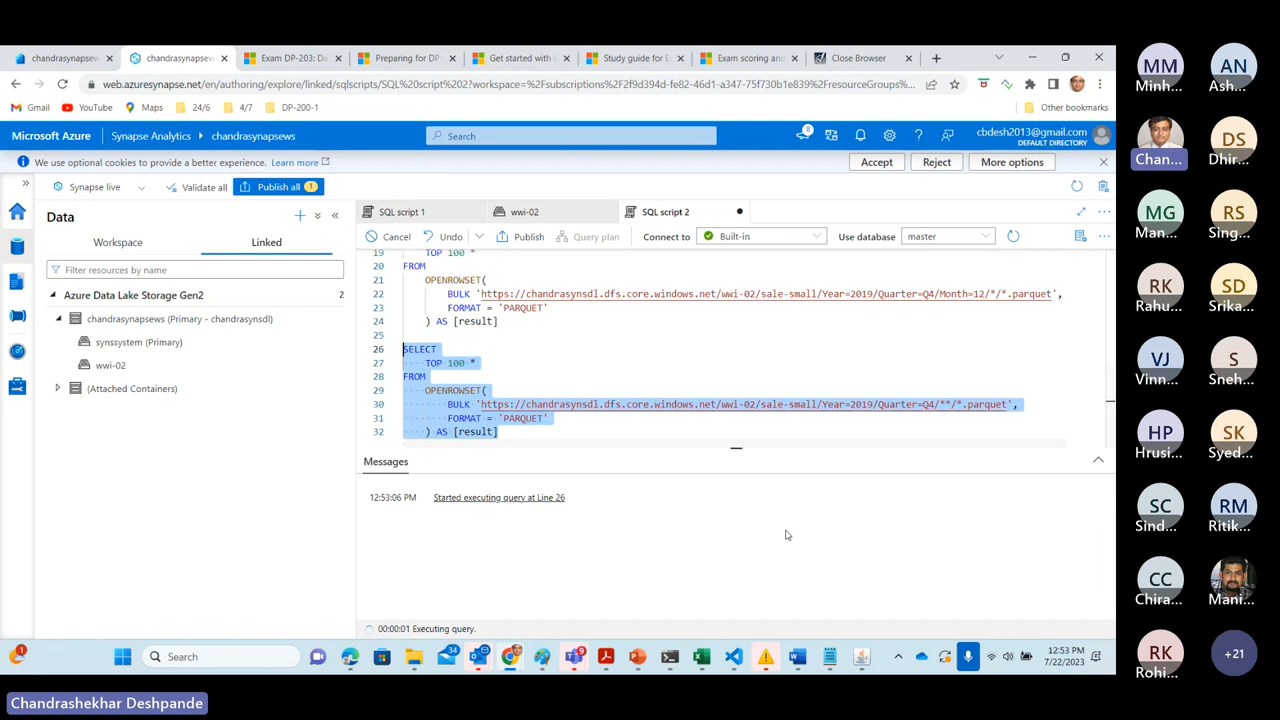 chandrasynapsew
chandrasynapsew
Exam DP-203: Da
Preparing for DP-
Get started with
Study guide for E
Exam scoring and
Close Browser
web.azuresynapse.net/en/authoring/explore/linked/sqlscripts/SQL%20script%202?workspace=%2Fsubscriptions%2F2f9d394d-fe82-46d1-a347-75f730b1e839%2FresourceGroups%2F...
Gmail
YouTube
Maps
24/6
4/7
DP-200-1
Other bookmarks
Microsoft Azure
Synapse Analytics
chandrasynapsews
Search
8
cbdesh2013@gmail.com
DEFAULT DIRECTORY
We use optional cookies to provide a better experience. Learn more
Accept
Reject
More options
Synapse live
Validate all
Publish all 1
Data
Workspace
Linked
Filter resources by name
Azure Data Lake Storage Gen2 2
chandrasynapsews (Primary - chandrasynsdl)
synssystem (Primary)
wwi-02
(Attached Containers)
SQL script 1
wwi-02
SQL script 2
Cancel
Undo
Publish
Query plan
Connect to
Built-in
Use database
master
19 TOP 100 *
20 FROM
21 OPENROWSET(
22 BULK 'https://chandrasynsdl.dfs.core.windows.net/wwi-02/sale-small/Year=2019/Quarter=Q4/Month=12/*/*.parquet',
23 FORMAT = 'PARQUET'
24 ) AS [result]
25
26 SELECT
27 TOP 100 *
28 FROM
29 OPENROWSET(
30 BULK 'https://chandrasynsdl.dfs.core.windows.net/wwi-02/sale-small/Year=2019/Quarter=Q4/**/*.parquet',
31 FORMAT = 'PARQUET'
32 ) AS [result]
Messages
12:53:06 PM Started executing query at Line 26
00:00:01 Executing query.
Search
34
9
12:53 PM
7/22/2023
Chandrashekhar Deshpande
MM
Minh...
AN
Ash...
Chan...
DS
Dhir...
MG
Man...
RS
Sing...
RK
Rahu...
SD
Srika...
VJ
Vinn...
S
Sneh...
HP
Hrusi...
SK
Syed...
SC
Sind...
RM
Ritik...
CC
Chira...
Mani...
RK
Rohi...
+21